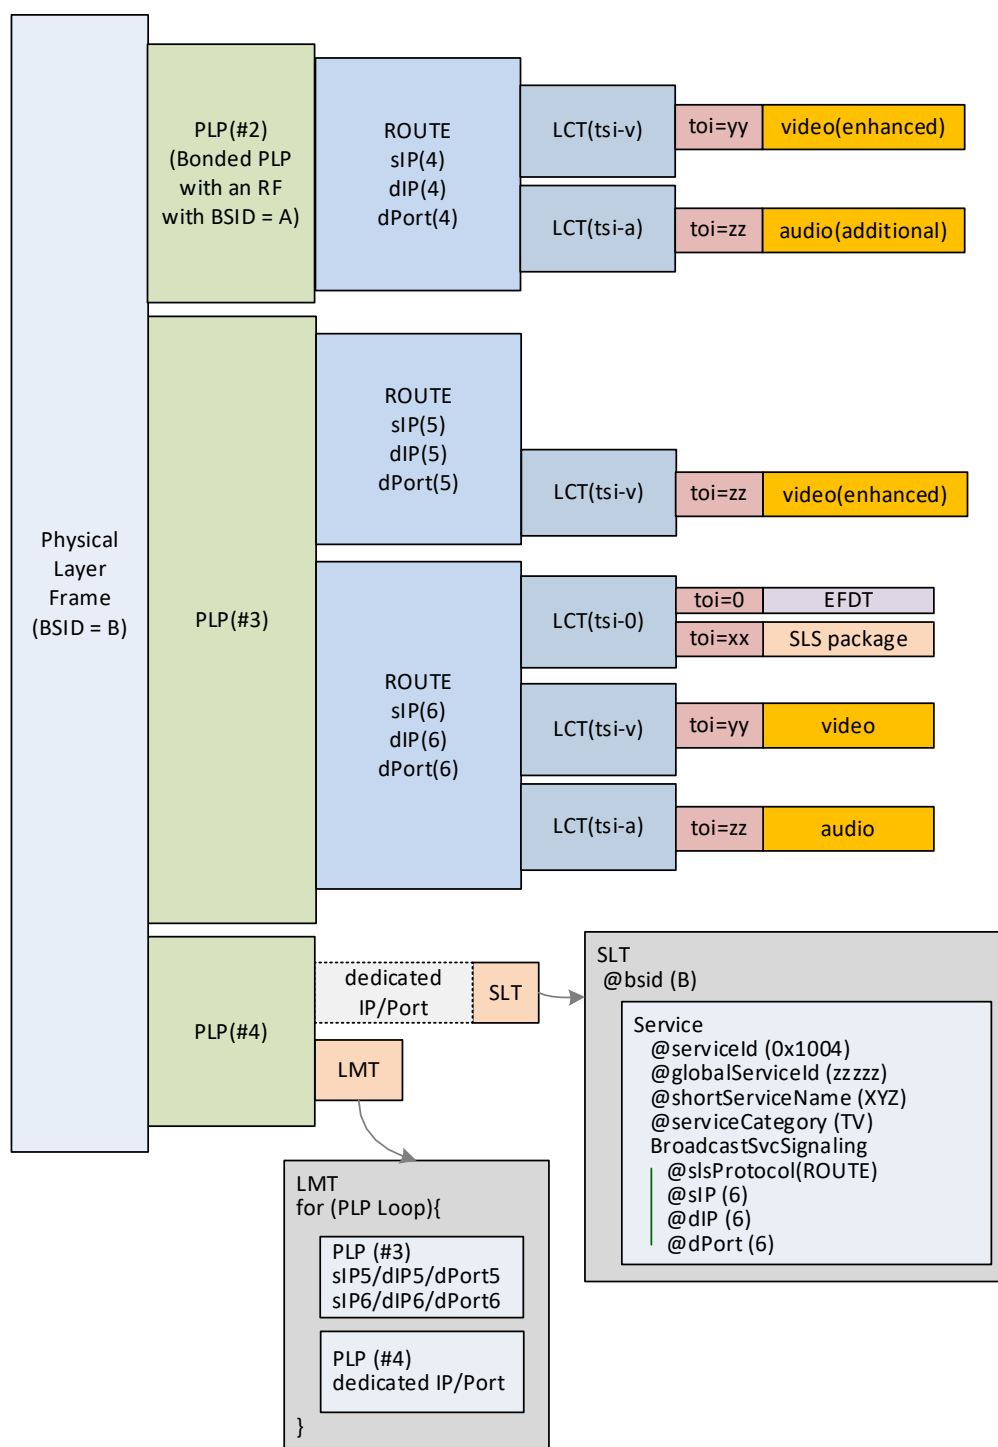 Physical
Layer
Frame
(BSID = B)
PLP(#2)
(Bonded PLP
with an RF
with BSID = A)
ROUTE
sIP(4)
dIP(4)
dPort(4)
LCT(tsi-v)
toi=yy
video(enhanced)
LCT(tsi-a)
toi=zz
audio(additional)
PLP(#3)
ROUTE
sIP(5)
dIP(5)
dPort(5)
LCT(tsi-v)
toi=zz
video(enhanced)
ROUTE
sIP(6)
dIP(6)
dPort(6)
LCT(tsi-0)
toi=0
EFDT
toi=xx
SLS package
LCT(tsi-v)
toi=yy
video
LCT(tsi-a)
toi=zz
audio
PLP(#4)
dedicated
IP/Port
SLT
LMT
SLT
@bsid (B)
Service
@serviceId (0x1004)
@globalServiceId (zzzzz)
@shortServiceName (XYZ)
@serviceCategory (TV)
BroadcastSvcSignaling
@slsProtocol(ROUTE)
@sIP (6)
@dIP (6)
@dPort (6)
LMT
for (PLP Loop){
PLP (#3)
sIP5/dIP5/dPort5
sIP6/dIP6/dPort6
PLP (#4)
dedicated IP/Port
}